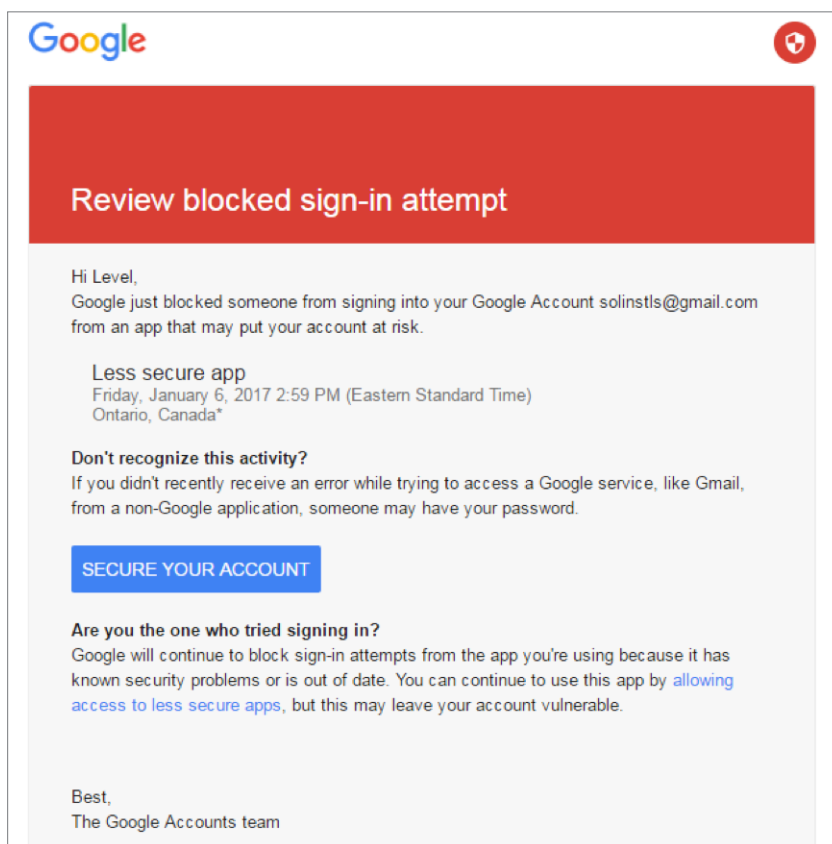 Google
Review blocked sign-in attempt
Hi Level,
Google just blocked someone from signing into your Google Account solinstls@gmail.com
from an app that may put your account at risk.
Less secure app
Friday, January 6, 2017 2:59 PM (Eastern Standard Time)
Ontario, Canada*
Don't recognize this activity?
If you didn't recently receive an error while trying to access a Google service, like Gmail,
from a non-Google application, someone may have your password.
SECURE YOUR ACCOUNT
Are you the one who tried signing in?
Google will continue to block sign-in attempts from the app you're using because it has
known security problems or is out of date. You can continue to use this app by allowing
access to less secure apps, but this may leave your account vulnerable.
Best,
The Google Accounts team